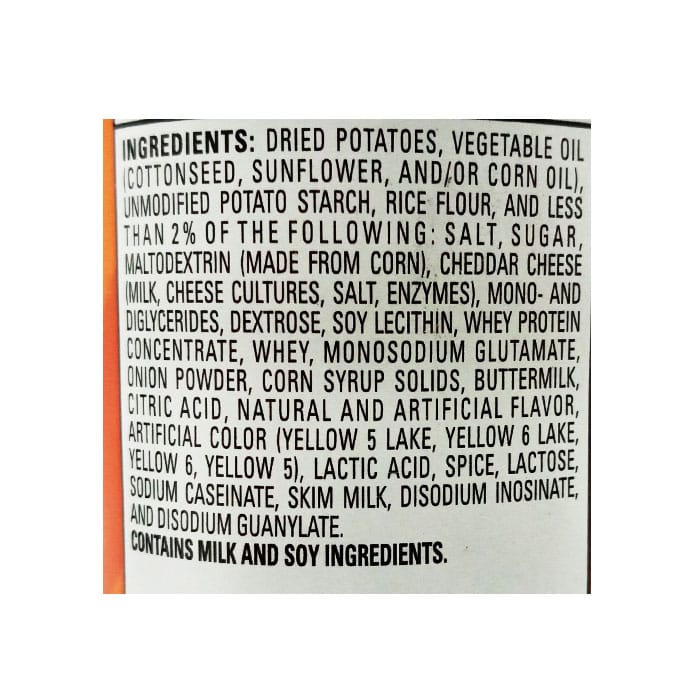 INGREDIENTS: DRIED POTATOES, VEGETABLE OIL
(COTTONSEED, SUNFLOWER, AND/OR CORN OIL),
UNMODIFIED POTATO STARCH, RICE FLOUR, AND LESS
THAN 2% OF THE FOLLOWING: SALT, SUGAR,
MALTODEXTRIN (MADE FROM CORN), CHEDDAR CHEESE
(MILK, CHEESE CULTURES, SALT, ENZYMES), MONO- AND
DIGLYCERIDES, DEXTROSE, SOY LECITHIN, WHEY PROTEIN
CONCENTRATE, WHEY, MONOSODIUM GLUTAMATE,
ONION POWDER, CORN SYRUP SOLIDS, BUTTERMILK,
CITRIC ACID, NATURAL AND ARTIFICIAL FLAVOR,
ARTIFICIAL COLOR (YELLOW 5 LAKE, YELLOW 6 LAKE,
YELLOW 6, YELLOW 5), LACTIC ACID, SPICE, LACTOSE,
SODIUM CASEINATE, SKIM MILK, DISODIUM INOSINATE,
AND DISODIUM GUANYLATE.
CONTAINS MILK AND SOY INGREDIENTS.